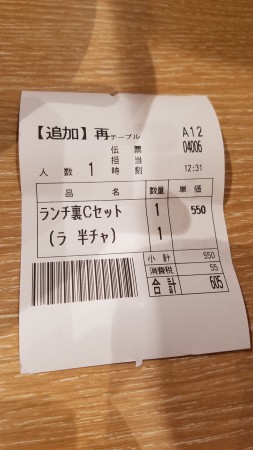 【追加】再テーブル A12
伝票 04006
担当
人数 1 時刻 12:31
品名 数量 単価
ランチ裏Cセット 1 550
(ラ 半チャ) 1
小計 550
消費税 55
合計 605